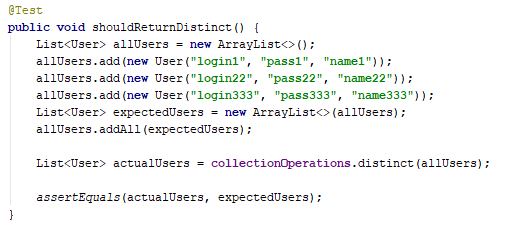 @Test
public void shouldReturnDistinct() {
    List<User> allUsers = new ArrayList<>();
    allUsers.add(new User("login1", "pass1", "name1"));
    allUsers.add(new User("login22", "pass22", "name22"));
    allUsers.add(new User("login333", "pass333", "name333"));
    List<User> expectedUsers = new ArrayList<>(allUsers);
    allUsers.addAll(expectedUsers);

    List<User> actualUsers = collectionOperations.distinct(allUsers);

    assertEquals(actualUsers, expectedUsers);
}